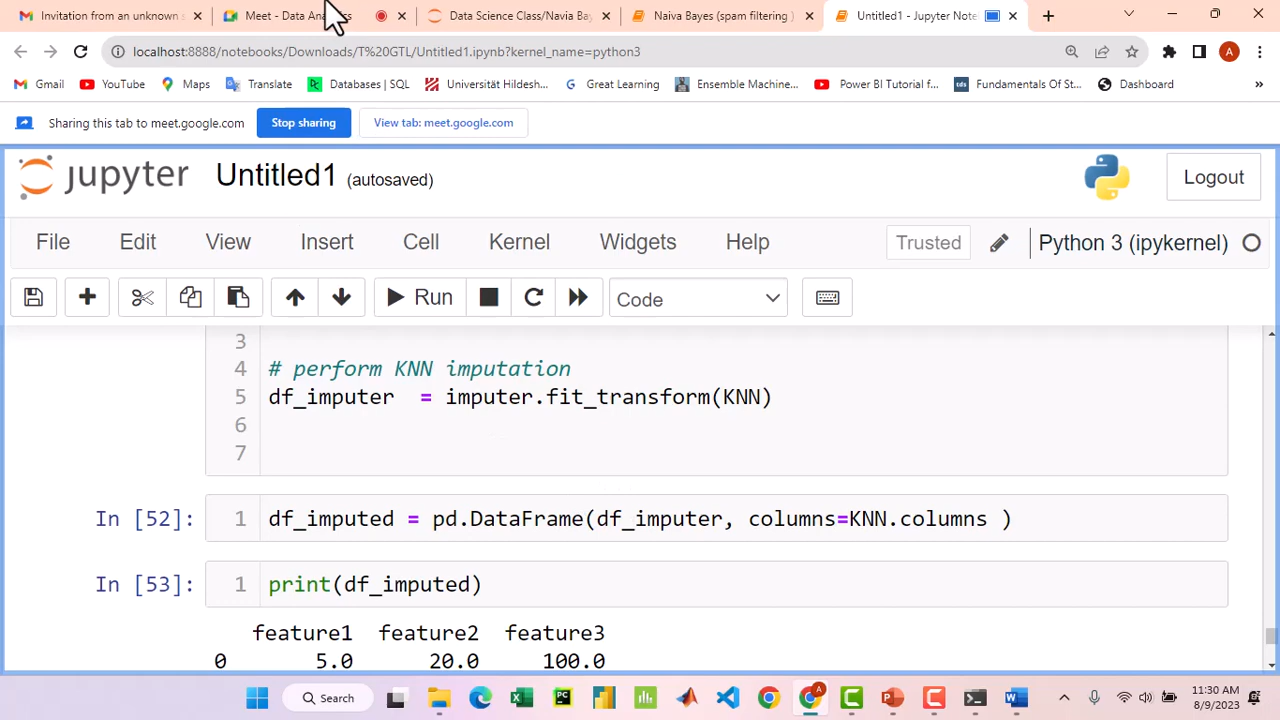 Invitation from an unknown s
Meet - Data Analys
Data Science Class/Navia Bay
Naiva Bayes (spam filtering )
Untitled1 - Jupyter Note
localhost:8888/notebooks/Downloads/T%20GTL/Untitled1.ipynb?kernel_name=python3
A
Gmail
YouTube
Maps
Translate
Databases | SQL
Universität Hildesh...
Great Learning
Ensemble Machine...
Power BI Tutorial f...
Fundamentals Of St...
Dashboard
Sharing this tab to meet.google.com
Stop sharing
View tab: meet.google.com
jupyter
Untitled1 (autosaved)
Logout
File
Edit
View
Insert
Cell
Kernel
Widgets
Help
Trusted
Python 3 (ipykernel)
Run
Code
3
4 # perform KNN imputation
5 df_imputer = imputer.fit_transform(KNN)
6
7
In [52]: 1 df_imputed = pd.DataFrame(df_imputer, columns=KNN.columns )
In [53]: 1 print(df_imputed)
feature1 feature2 feature3
0 5.0 20.0 100.0
Search
11:30 AM
8/9/2023